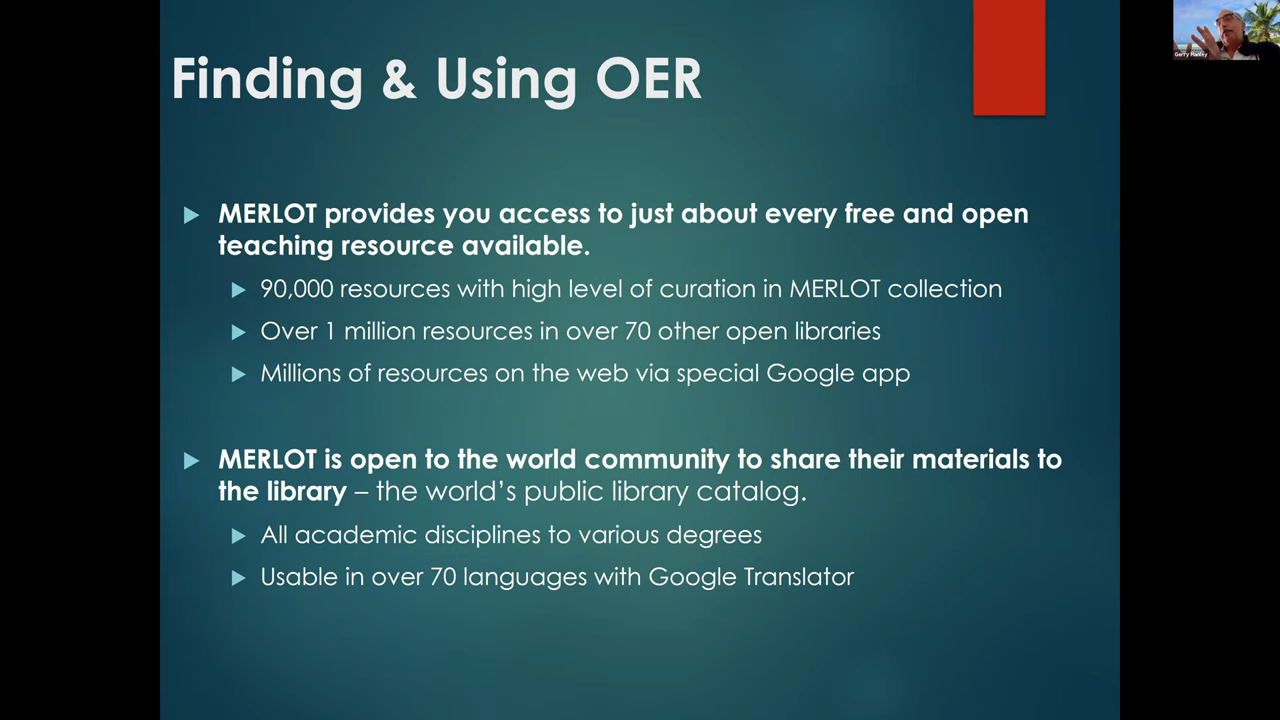 Finding & Using OER
Gerry Hanley
MERLOT provides you access to just about every free and open
teaching resource available.
90,000 resources with high level of curation in MERLOT collection
Over 1 million resources in over 70 other open libraries
Millions of resources on the web via special Google app
MERLOT is open to the world community to share their materials to
the library – the world's public library catalog.
All academic disciplines to various degrees
Usable in over 70 languages with Google Translator